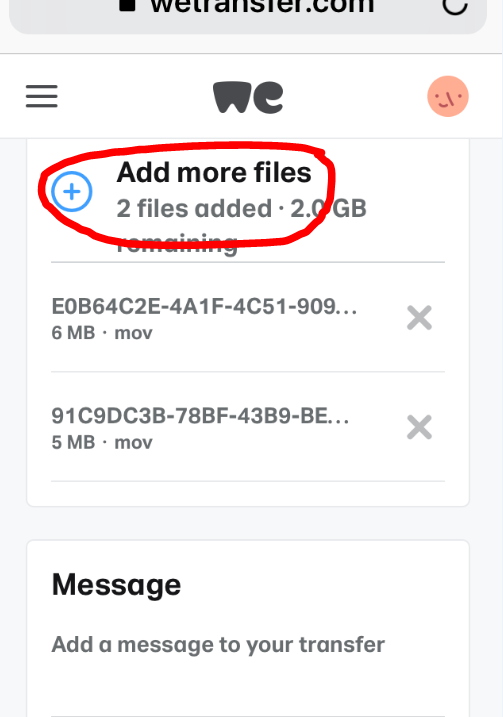 wetransfer.com
we
Add more files
2 files added · 2.0 GB
remaining
E0B64C2E-4A1F-4C51-909...
6 MB · mov
91C9DC3B-78BF-43B9-BE...
5 MB · mov
Message
Add a message to your transfer